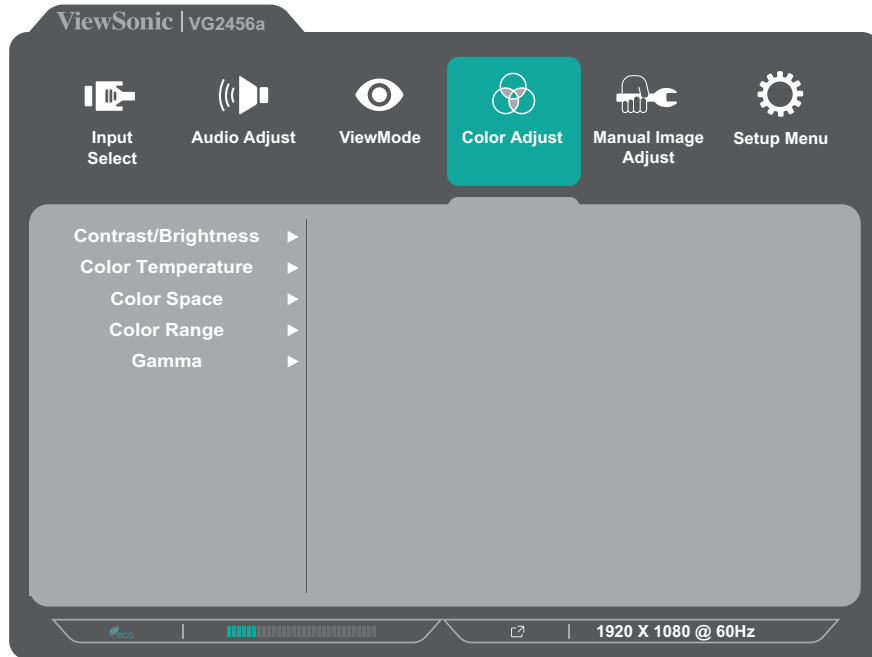 ViewSonic | VG2456a
Input
Select
Audio Adjust
ViewMode
Color Adjust
Manual Image
Adjust
Setup Menu
Contrast/Brightness
Color Temperature
Color Space
Color Range
Gamma
eco
1920 X 1080 @ 60Hz